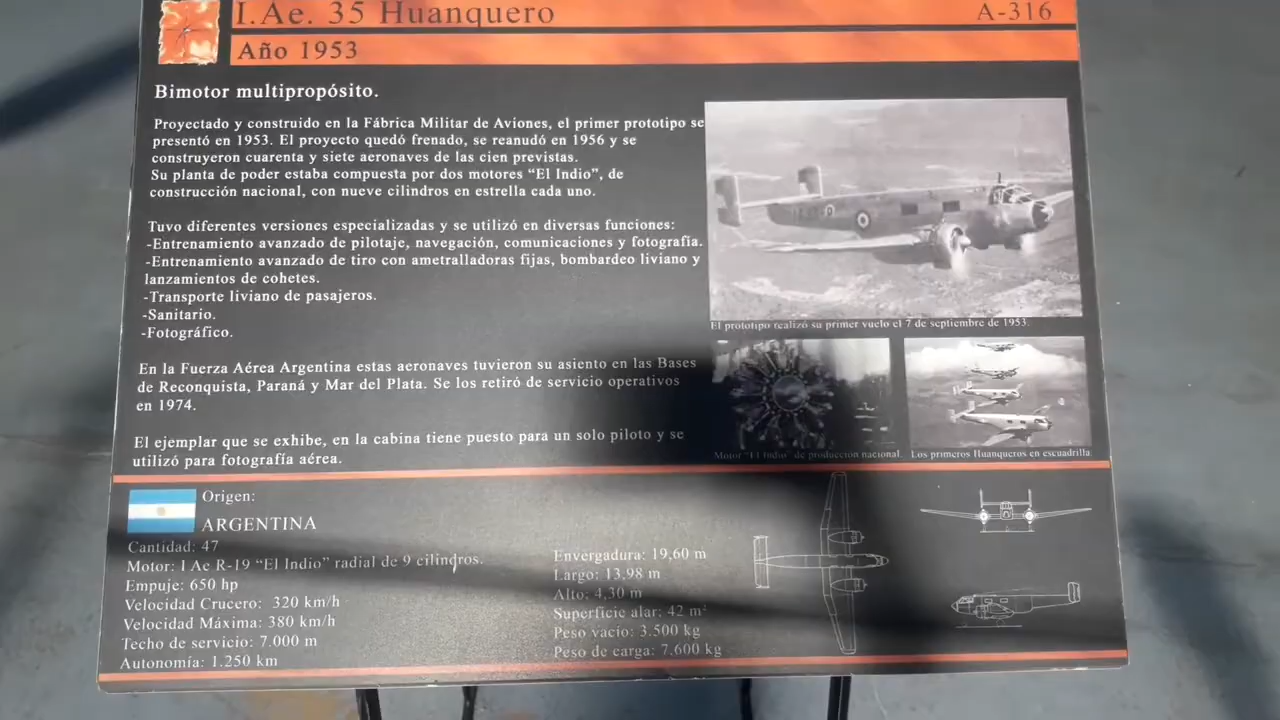 I.Ae. 35 Huanquero
A-316
Año 1953
Bimotor multipropósito.
Proyectado y construido en la Fábrica Militar de Aviones, el primer prototipo se
presentó en 1953. El proyecto quedó frenado, se reanudó en 1956 y se
construyeron cuarenta y siete aeronaves de las cien previstas.
Su planta de poder estaba compuesta por dos motores “El Indio”, de
construcción nacional, con nueve cilindros en estrella cada uno.
Tuvo diferentes versiones especializadas y se utilizó en diversas funciones:
-Entrenamiento avanzado de pilotaje, navegación, comunicaciones y fotografía.
-Entrenamiento avanzado de tiro con ametralladoras fijas, bombardeo liviano y
lanzamientos de cohetes.
-Transporte liviano de pasajeros.
-Sanitario.
-Fotográfico.
En la Fuerza Aérea Argentina estas aeronaves tuvieron su asiento en las Bases
de Reconquista, Paraná y Mar del Plata. Se los retiró de servicio operativos
en 1974.
El ejemplar que se exhibe, en la cabina tiene puesto para un solo piloto y se
utilizó para fotografía aérea.
El prototipo realizó su primer vuelo el 7 de septiembre de 1953.
Motor “El Indio” de producción nacional.
Los primeros Huanqueros en escuadrilla
Origen:
ARGENTINA
Cantidad: 47
Motor: I Ae R-19 “El Indio” radial de 9 cilindros.
Empuje: 650 hp
Velocidad Crucero: 320 km/h
Velocidad Máxima: 380 km/h
Techo de servicio: 7.000 m
Autonomía: 1.250 km
Envergadura: 19,60 m
Largo: 13,98 m
Alto: 4,30 m
Superficie alar: 42 m²
Peso vacío: 3.500 kg
Peso de carga: 7.600 kg